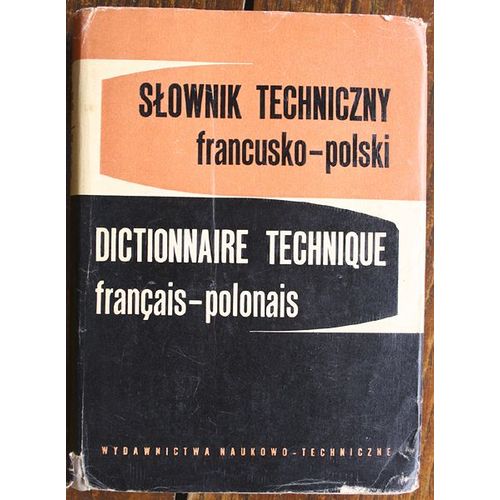 SŁOWNIK TECHNICZNY
francusko-polski
DICTIONNAIRE TECHNIQUE
français-polonais
WYDAWNICTWA NAUKOWO-TECHNICZNE